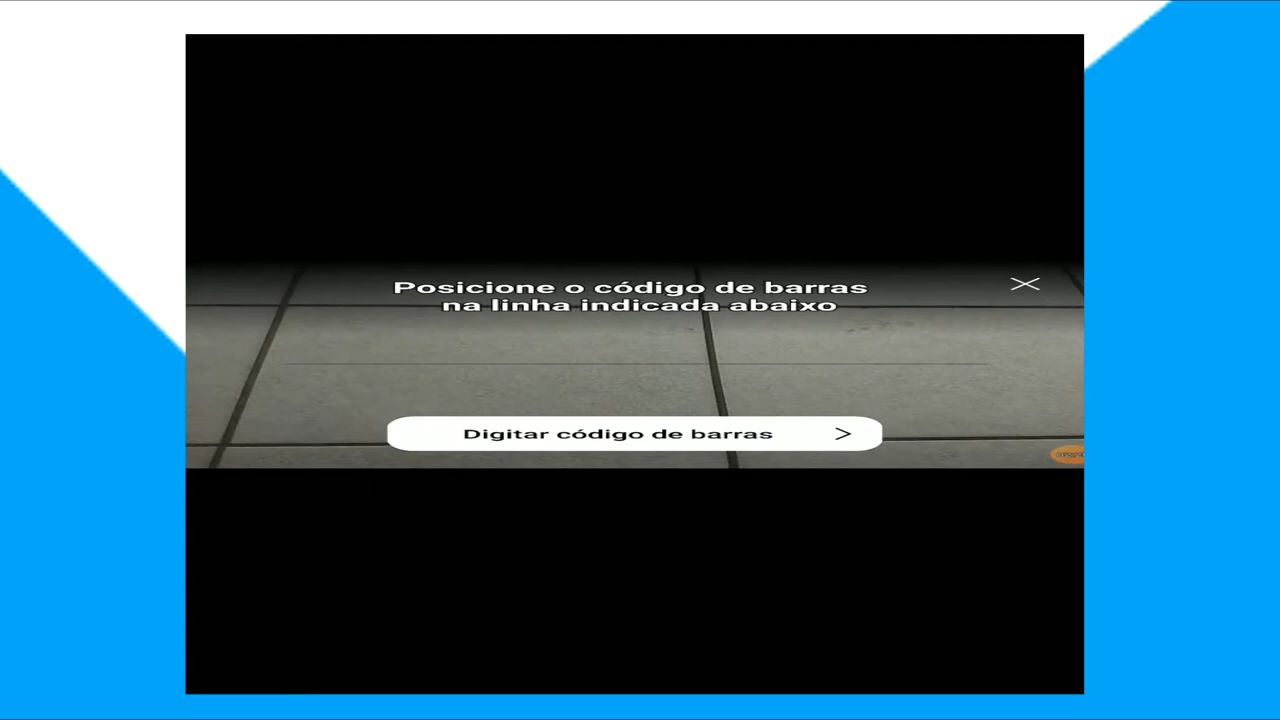 Posicione o código de barras
na linha indicada abaixo
Digitar código de barras